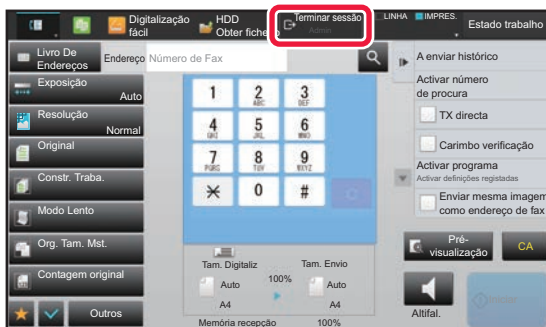 Digitalização fácil
HDD
Obter ficheiro
Terminar sessão
Admin
LINHA
IMPRES.
Estado trabalho
Livro De
Endereços
Endereço
Número de Fax
Exposição
Auto
Resolução
Normal
Original
Constr. Traba.
Modo Lento
Org. Tam. Mst.
Contagem original
Outros
1
2 ABC
3 DEF
4 GHI
5 JKL
6 MNO
7 PQRS
8 TUV
9 WXYZ
0
#
Tam. Digitaliz
Auto
A4
100%
Tam. Envio
Auto
A4
Memória recepção 100%
A enviar histórico
Activar número
de procura
TX directa
Carimbo verificação
Activar programa
Activar definições registadas
Enviar mesma imagem
como endereço de fax
Pré-
visualização
CA
Altifal.